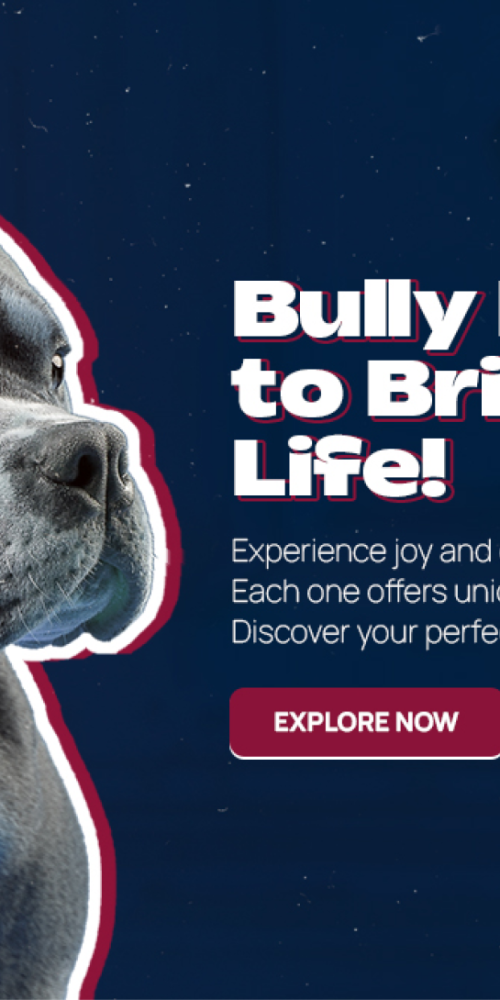 Bully
to Bri
Life!
Experience joy and
Each one offers uni
Discover your perfe
EXPLORE NOW